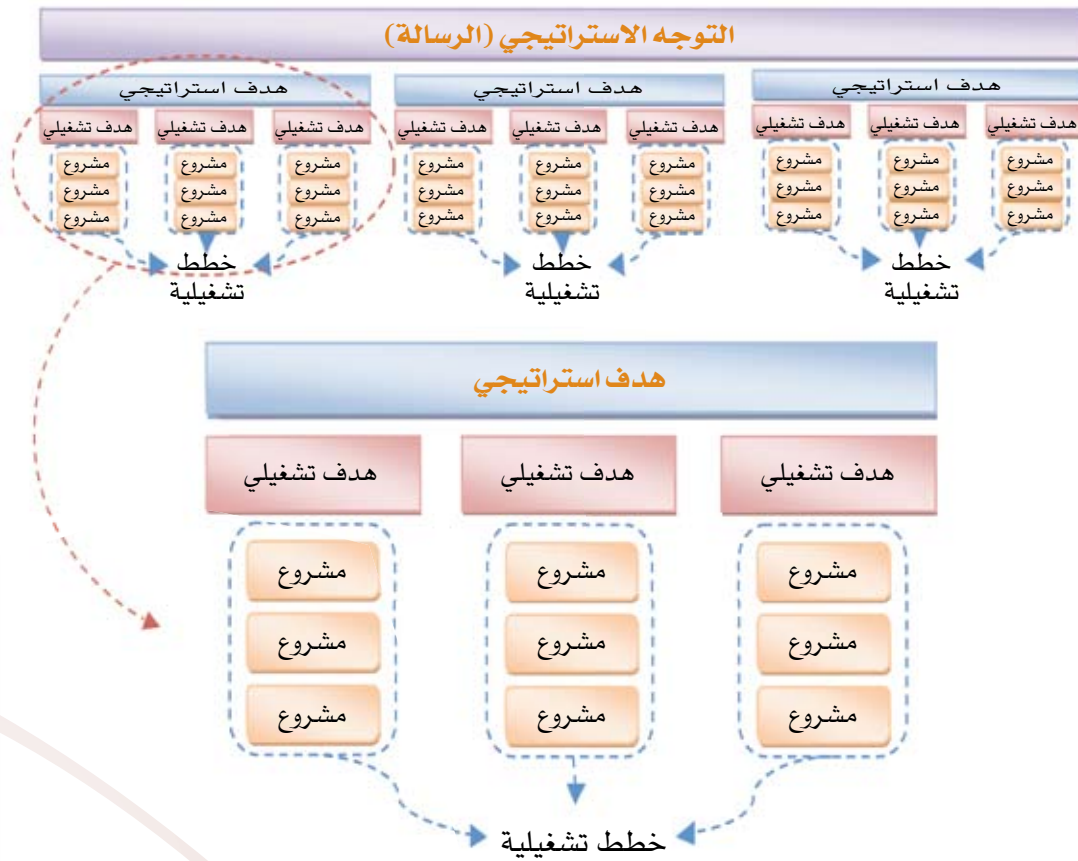 التوجه الاستراتيجي (الرسالة)
هدف استراتيجي هدف استراتيجي هدف استراتيجي
هدف تشغيلي هدف تشغيلي هدف تشغيلي هدف تشغيلي هدف تشغيلي هدف تشغيلي هدف تشغيلي هدف تشغيلي هدف تشغيلي
مشروع مشروع مشروع مشروع مشروع مشروع مشروع مشروع مشروع
مشروع مشروع مشروع مشروع مشروع مشروع مشروع مشروع مشروع
مشروع مشروع مشروع مشروع مشروع مشروع مشروع مشروع مشروع
خطط خطط خطط
تشغيلية تشغيلية تشغيلية
هدف استراتيجي
هدف تشغيلي هدف تشغيلي هدف تشغيلي
مشروع مشروع مشروع
مشروع مشروع مشروع
مشروع مشروع مشروع
خطط تشغيلية